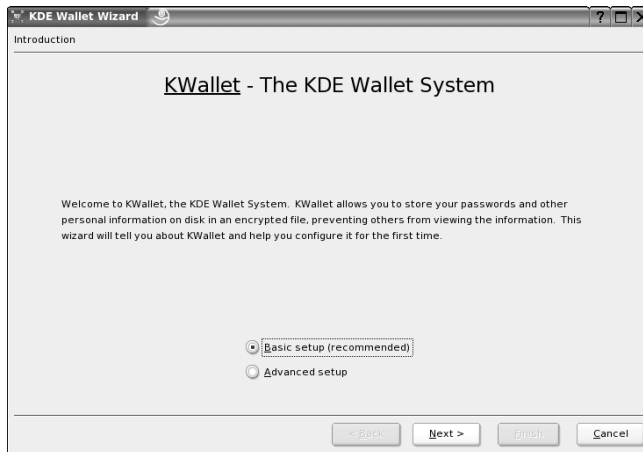 KDE Wallet Wizard
Introduction
KWallet - The KDE Wallet System
Welcome to KWallet, the KDE Wallet System.  KWallet allows you to store your passwords and other
personal information on disk in an encrypted file, preventing others from viewing the information.  This
wizard will tell you about KWallet and help you configure it for the first time.
Basic setup (recommended)
Advanced setup
< Back
Next >
Finish
Cancel